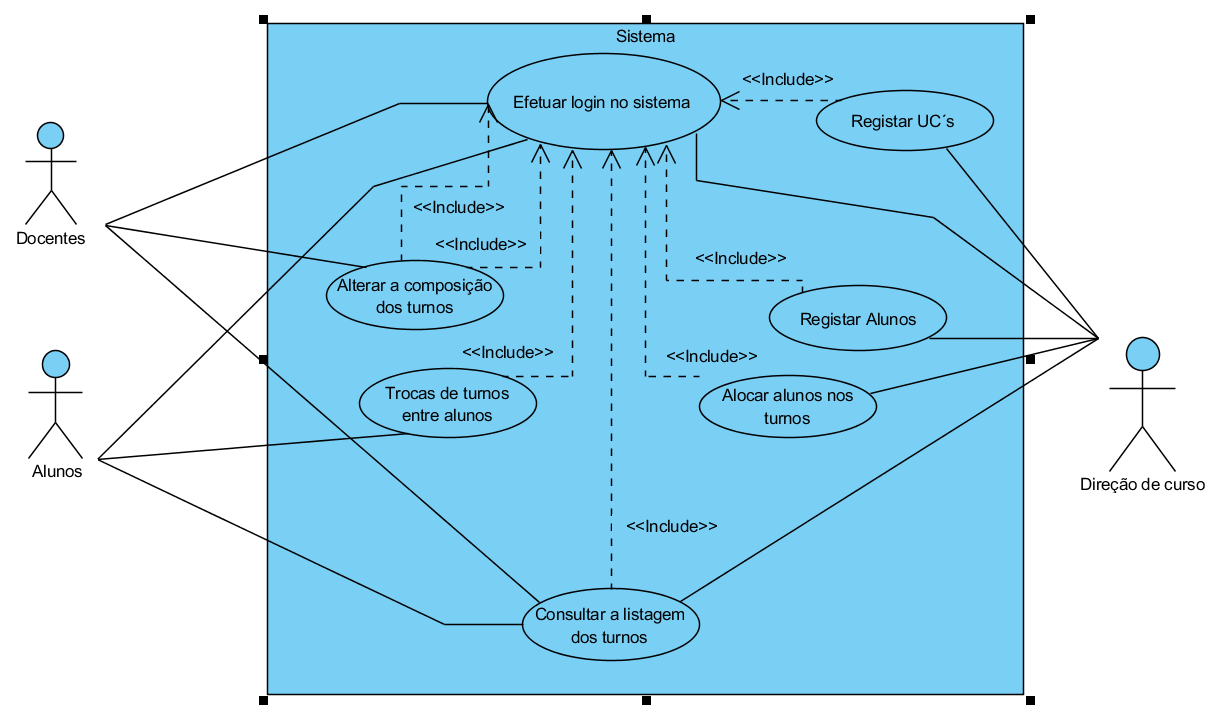 Sistema
<<Include>>
Efetuar login no sistema
Registar UC´s
<<Include>>
Docentes
<<Include>>
<<Include>>
Alterar a composição
dos turnos
Registar Alunos
<<Include>>
<<Include>>
Trocas de turnos
entre alunos
Alocar alunos nos
turnos
Alunos
Direção de curso
<<Include>>
Consultar a listagem
dos turnos